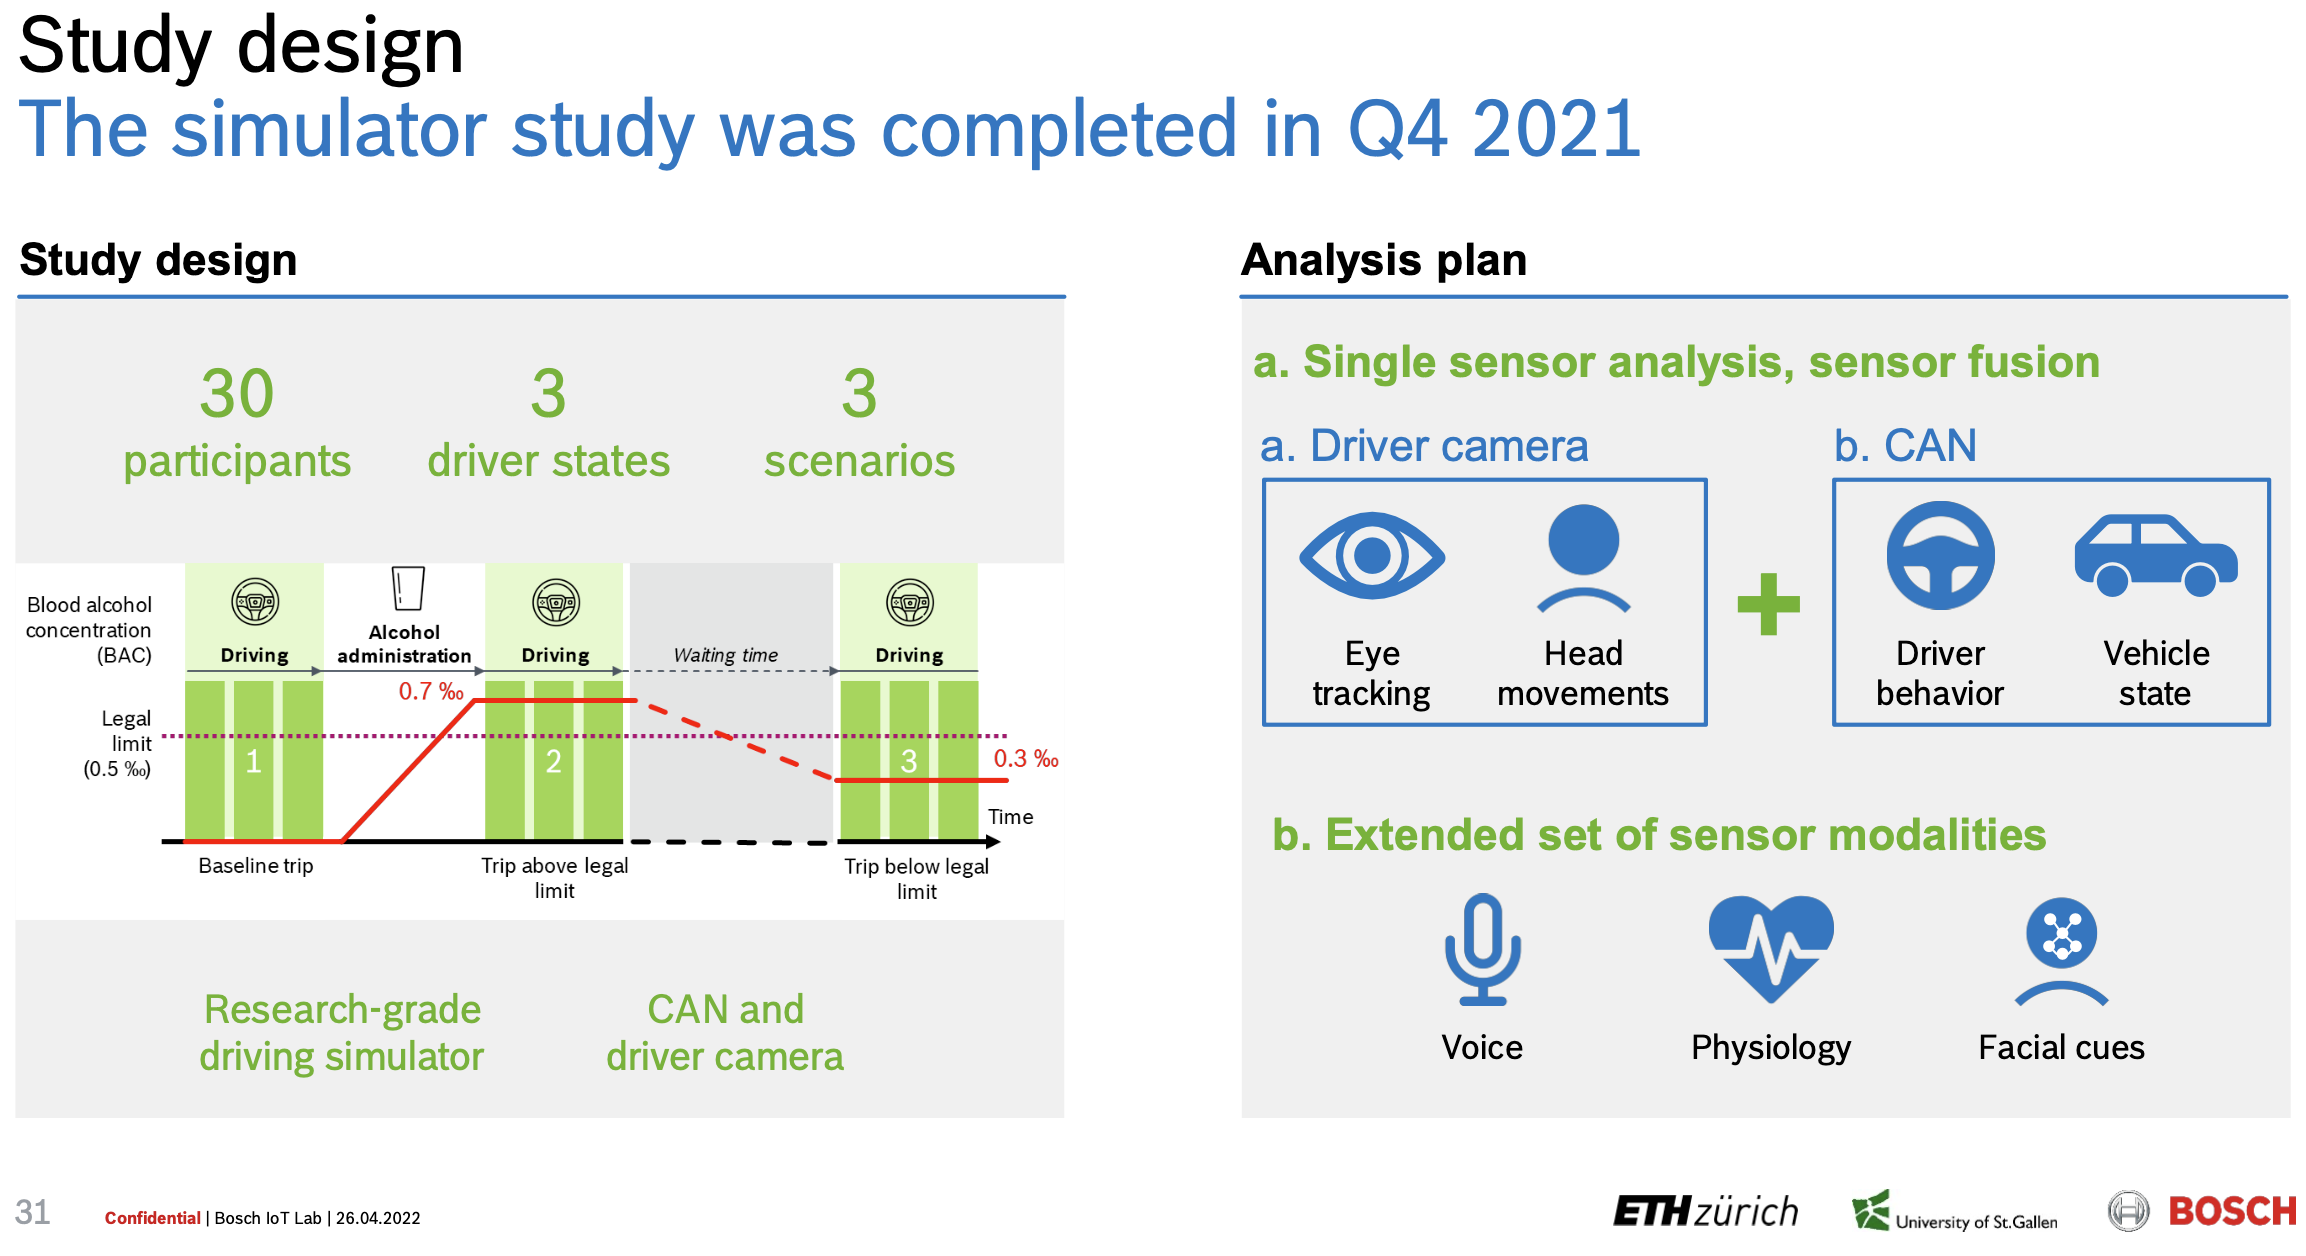 Study design
The simulator study was completed in Q4 2021
Study design
30
participants
3
driver states
3
scenarios
Blood alcohol
concentration
(BAC)
Driving
Alcohol
administration
Driving
Waiting time
Driving
0.7 ‰
Legal
limit
(0.5 ‰)
1
2
3
0.3 ‰
Time
Baseline trip
Trip above legal
limit
Trip below legal
limit
Research-grade
driving simulator
CAN and
driver camera
Analysis plan
a. Single sensor analysis, sensor fusion
a. Driver camera
b. CAN
Eye
tracking
Head
movements
Driver
behavior
Vehicle
state
b. Extended set of sensor modalities
Voice
Physiology
Facial cues
31
Confidential | Bosch IoT Lab | 26.04.2022
ETH zürich
University of St.Gallen
BOSCH